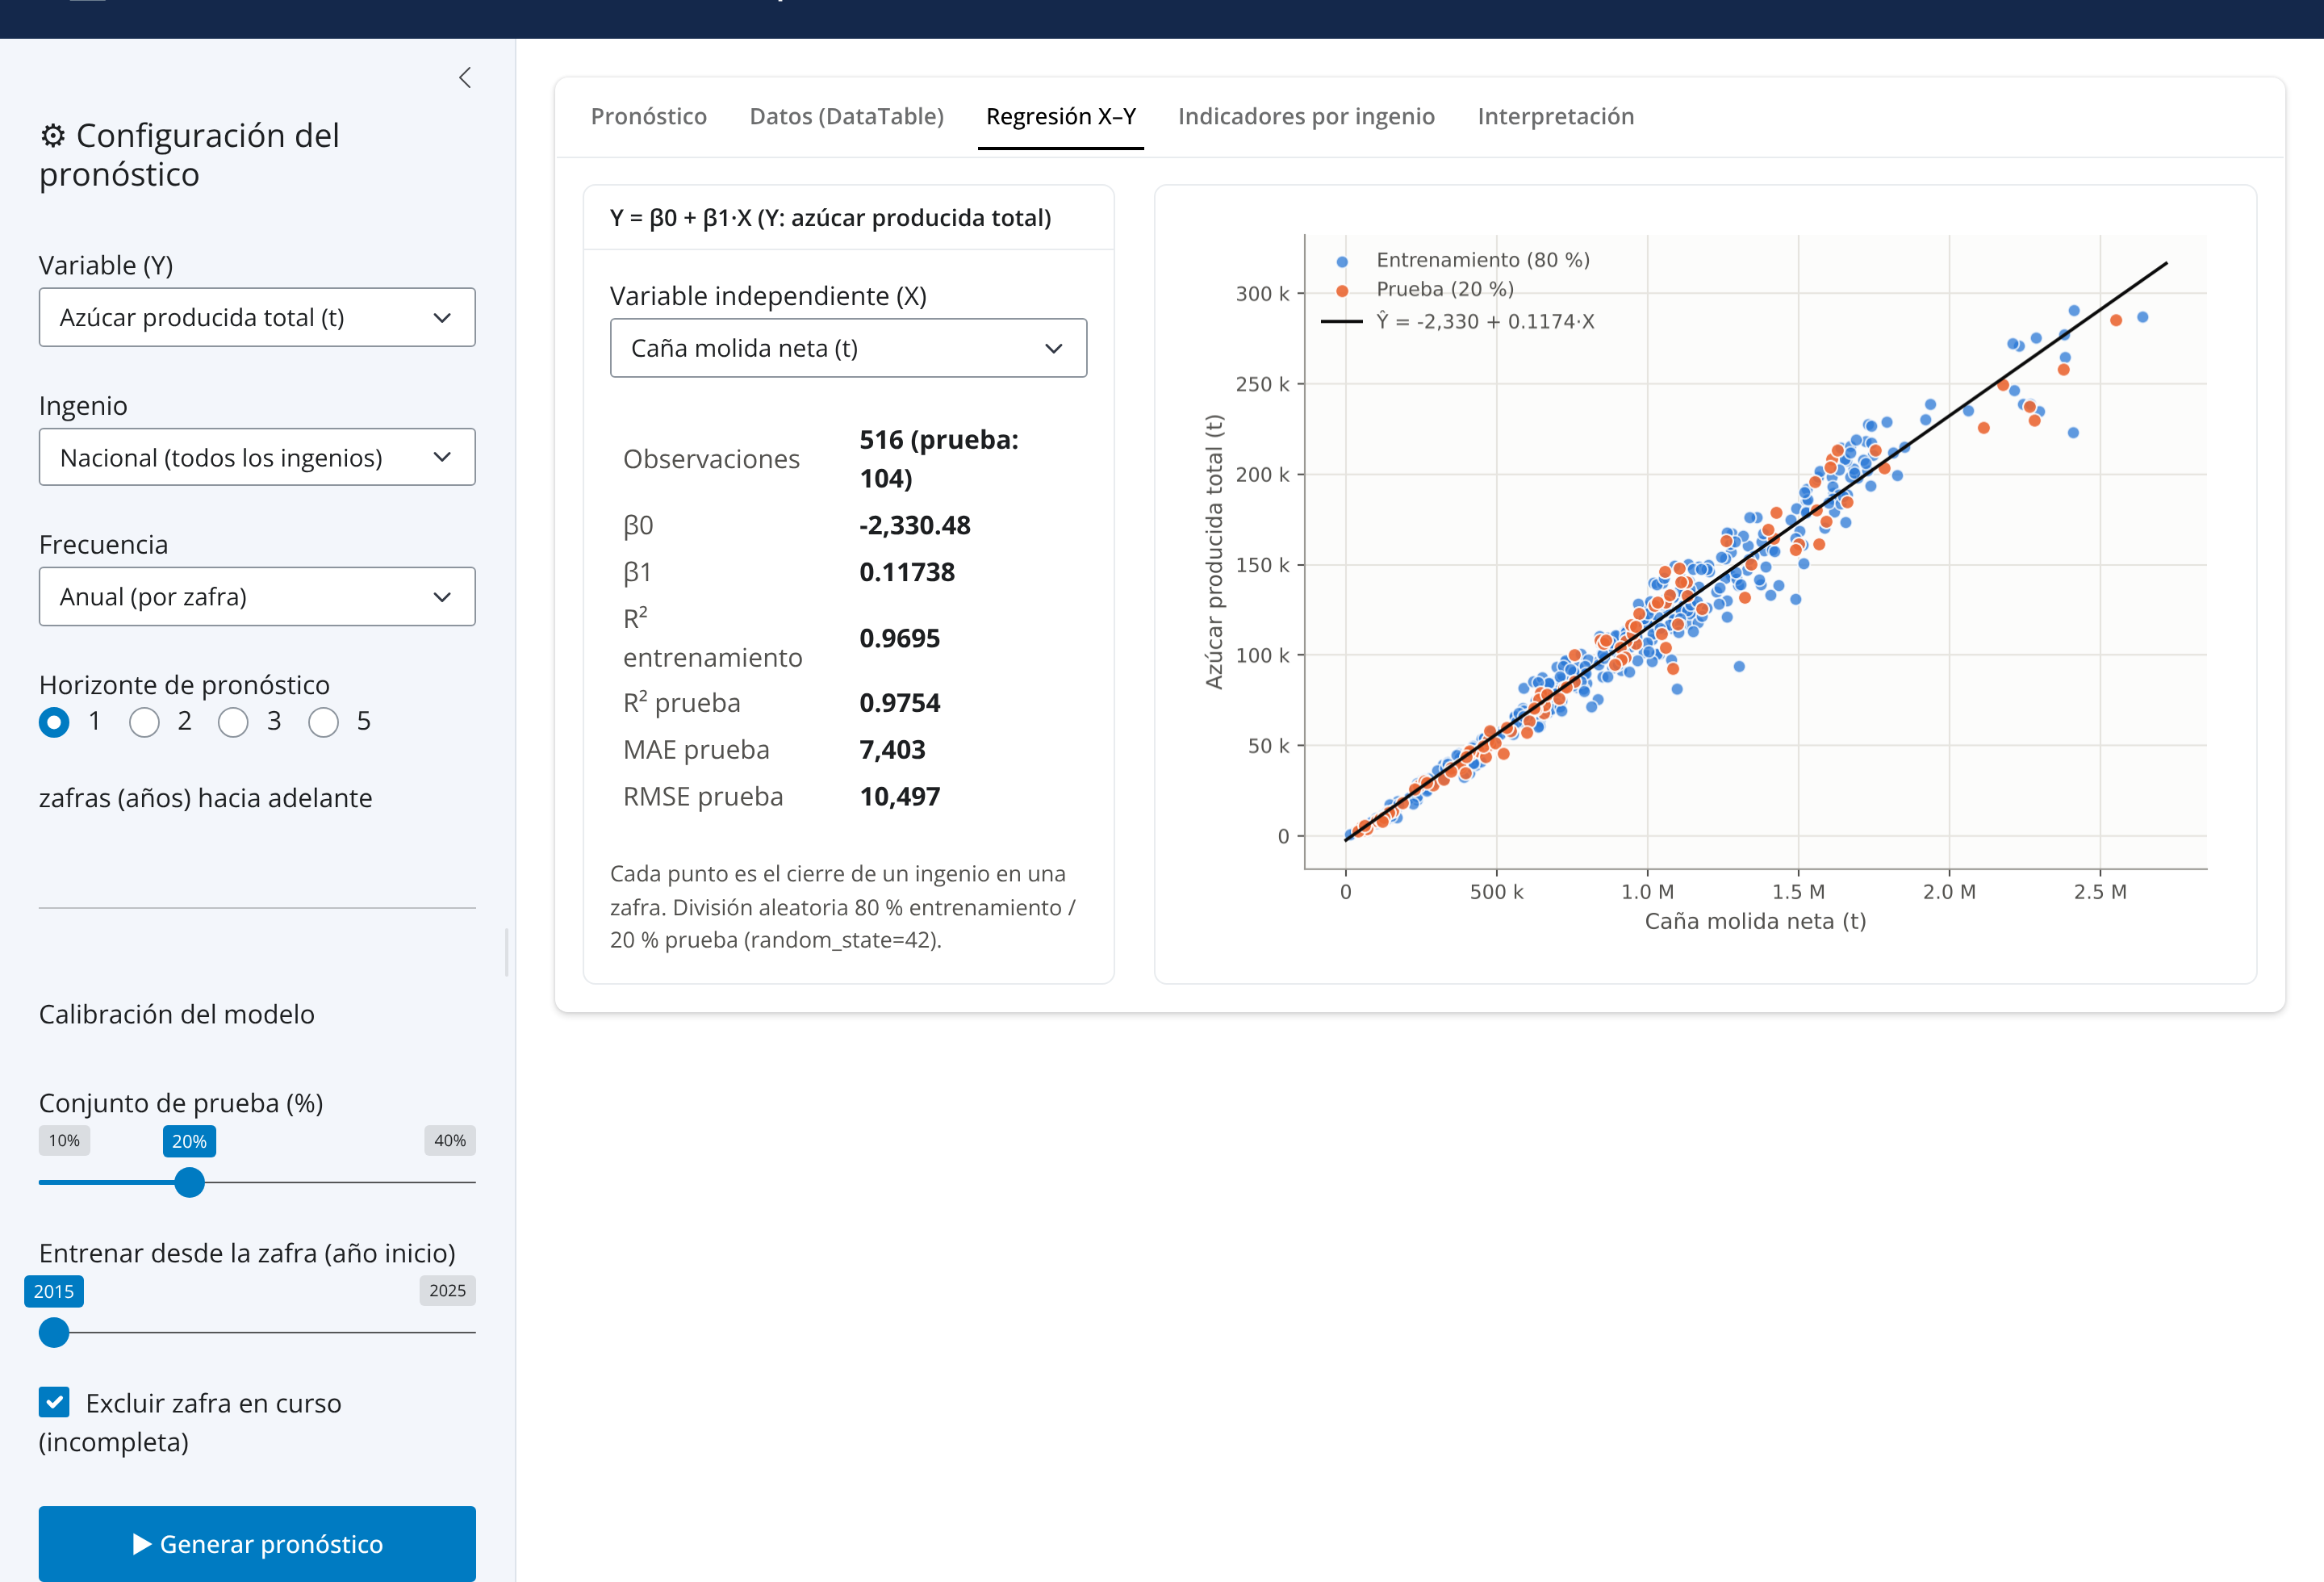 ⚙ Configuración del
pronóstico
Variable (Y)
Azúcar producida total (t)
Ingenio
Nacional (todos los ingenios)
Frecuencia
Anual (por zafra)
Horizonte de pronóstico
1 2 3 5
zafras (años) hacia adelante
Calibración del modelo
Conjunto de prueba (%)
10% 20% 40%
Entrenar desde la zafra (año inicio)
2015 2025
Excluir zafra en curso
(incompleta)
▶ Generar pronóstico
Pronóstico Datos (DataTable) Regresión X–Y Indicadores por ingenio Interpretación
Y = β0 + β1·X (Y: azúcar producida total)
Variable independiente (X)
Caña molida neta (t)
Observaciones 516 (prueba:
104)
β0 -2,330.48
β1 0.11738
R²
entrenamiento 0.9695
R² prueba 0.9754
MAE prueba 7,403
RMSE prueba 10,497
Cada punto es el cierre de un ingenio en una
zafra. División aleatoria 80 % entrenamiento /
20 % prueba (random_state=42).
Entrenamiento (80 %)
Prueba (20 %)
Ŷ = -2,330 + 0.1174·X
Azúcar producida total (t)
300 k
250 k
200 k
150 k
100 k
50 k
0
0 500 k 1.0 M 1.5 M 2.0 M 2.5 M
Caña molida neta (t)